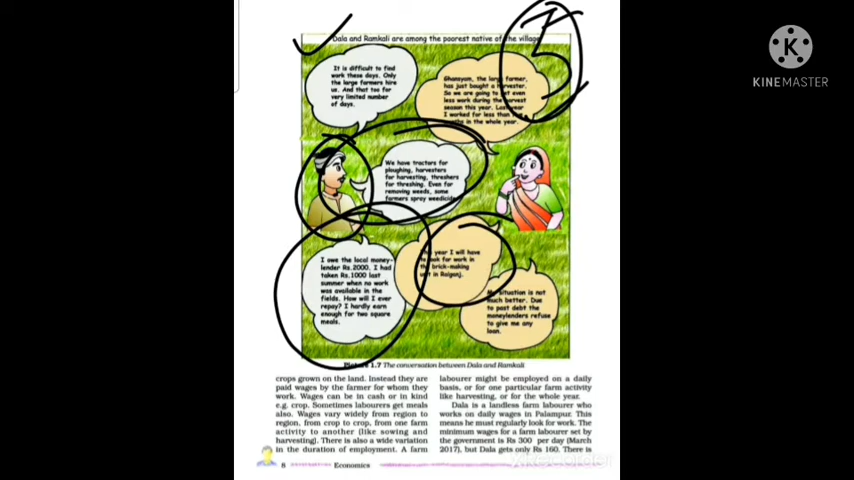 Dala and Ramkali are among the poorest native of the village
It is difficult to find
work these days. Only
the large farmers hire
us. And that too for
very limited number
of days.
Ghansyam, the large farmer,
has just bought a harvester.
So we are going to get even
less work during the harvest
season this year. Last year
I worked for less than
in the whole year.
We have tractors for
ploughing, harvesters
for harvesting, threshers
for threshing. Even for
removing weeds, some
farmers spray weedicide
I owe the local money-
lender Rs.2000. I had
taken Rs.1000 last
summer when no work
was available in the
fields. How will I ever
repay? I hardly earn
enough for two square
meals.
year I will have
to look for work in
the brick-making
unit in Raiganj.
My situation is not
much better. Due
to past debt the
moneylenders refuse
to give me any
loan.
Picture 1.7 The conversation between Dala and Ramkali
crops grown on the land. Instead they are
paid wages by the farmer for whom they
work. Wages can be in cash or in kind
e.g. crop. Sometimes labourers get meals
also. Wages vary widely from region to
region, from crop to crop, from one farm
activity to another (like sowing and
harvesting). There is also a wide variation
in the duration of employment. A farm
labourer might be employed on a daily
basis, or for one particular farm activity
like harvesting, or for the whole year.
Dala is a landless farm labourer who
works on daily wages in Palampur. This
means he must regularly look for work. The
minimum wages for a farm labourer set by
the government is Rs 300 per day (March
2017), but Dala gets only Rs 160. There is
8 Economics
K
KINEMASTER